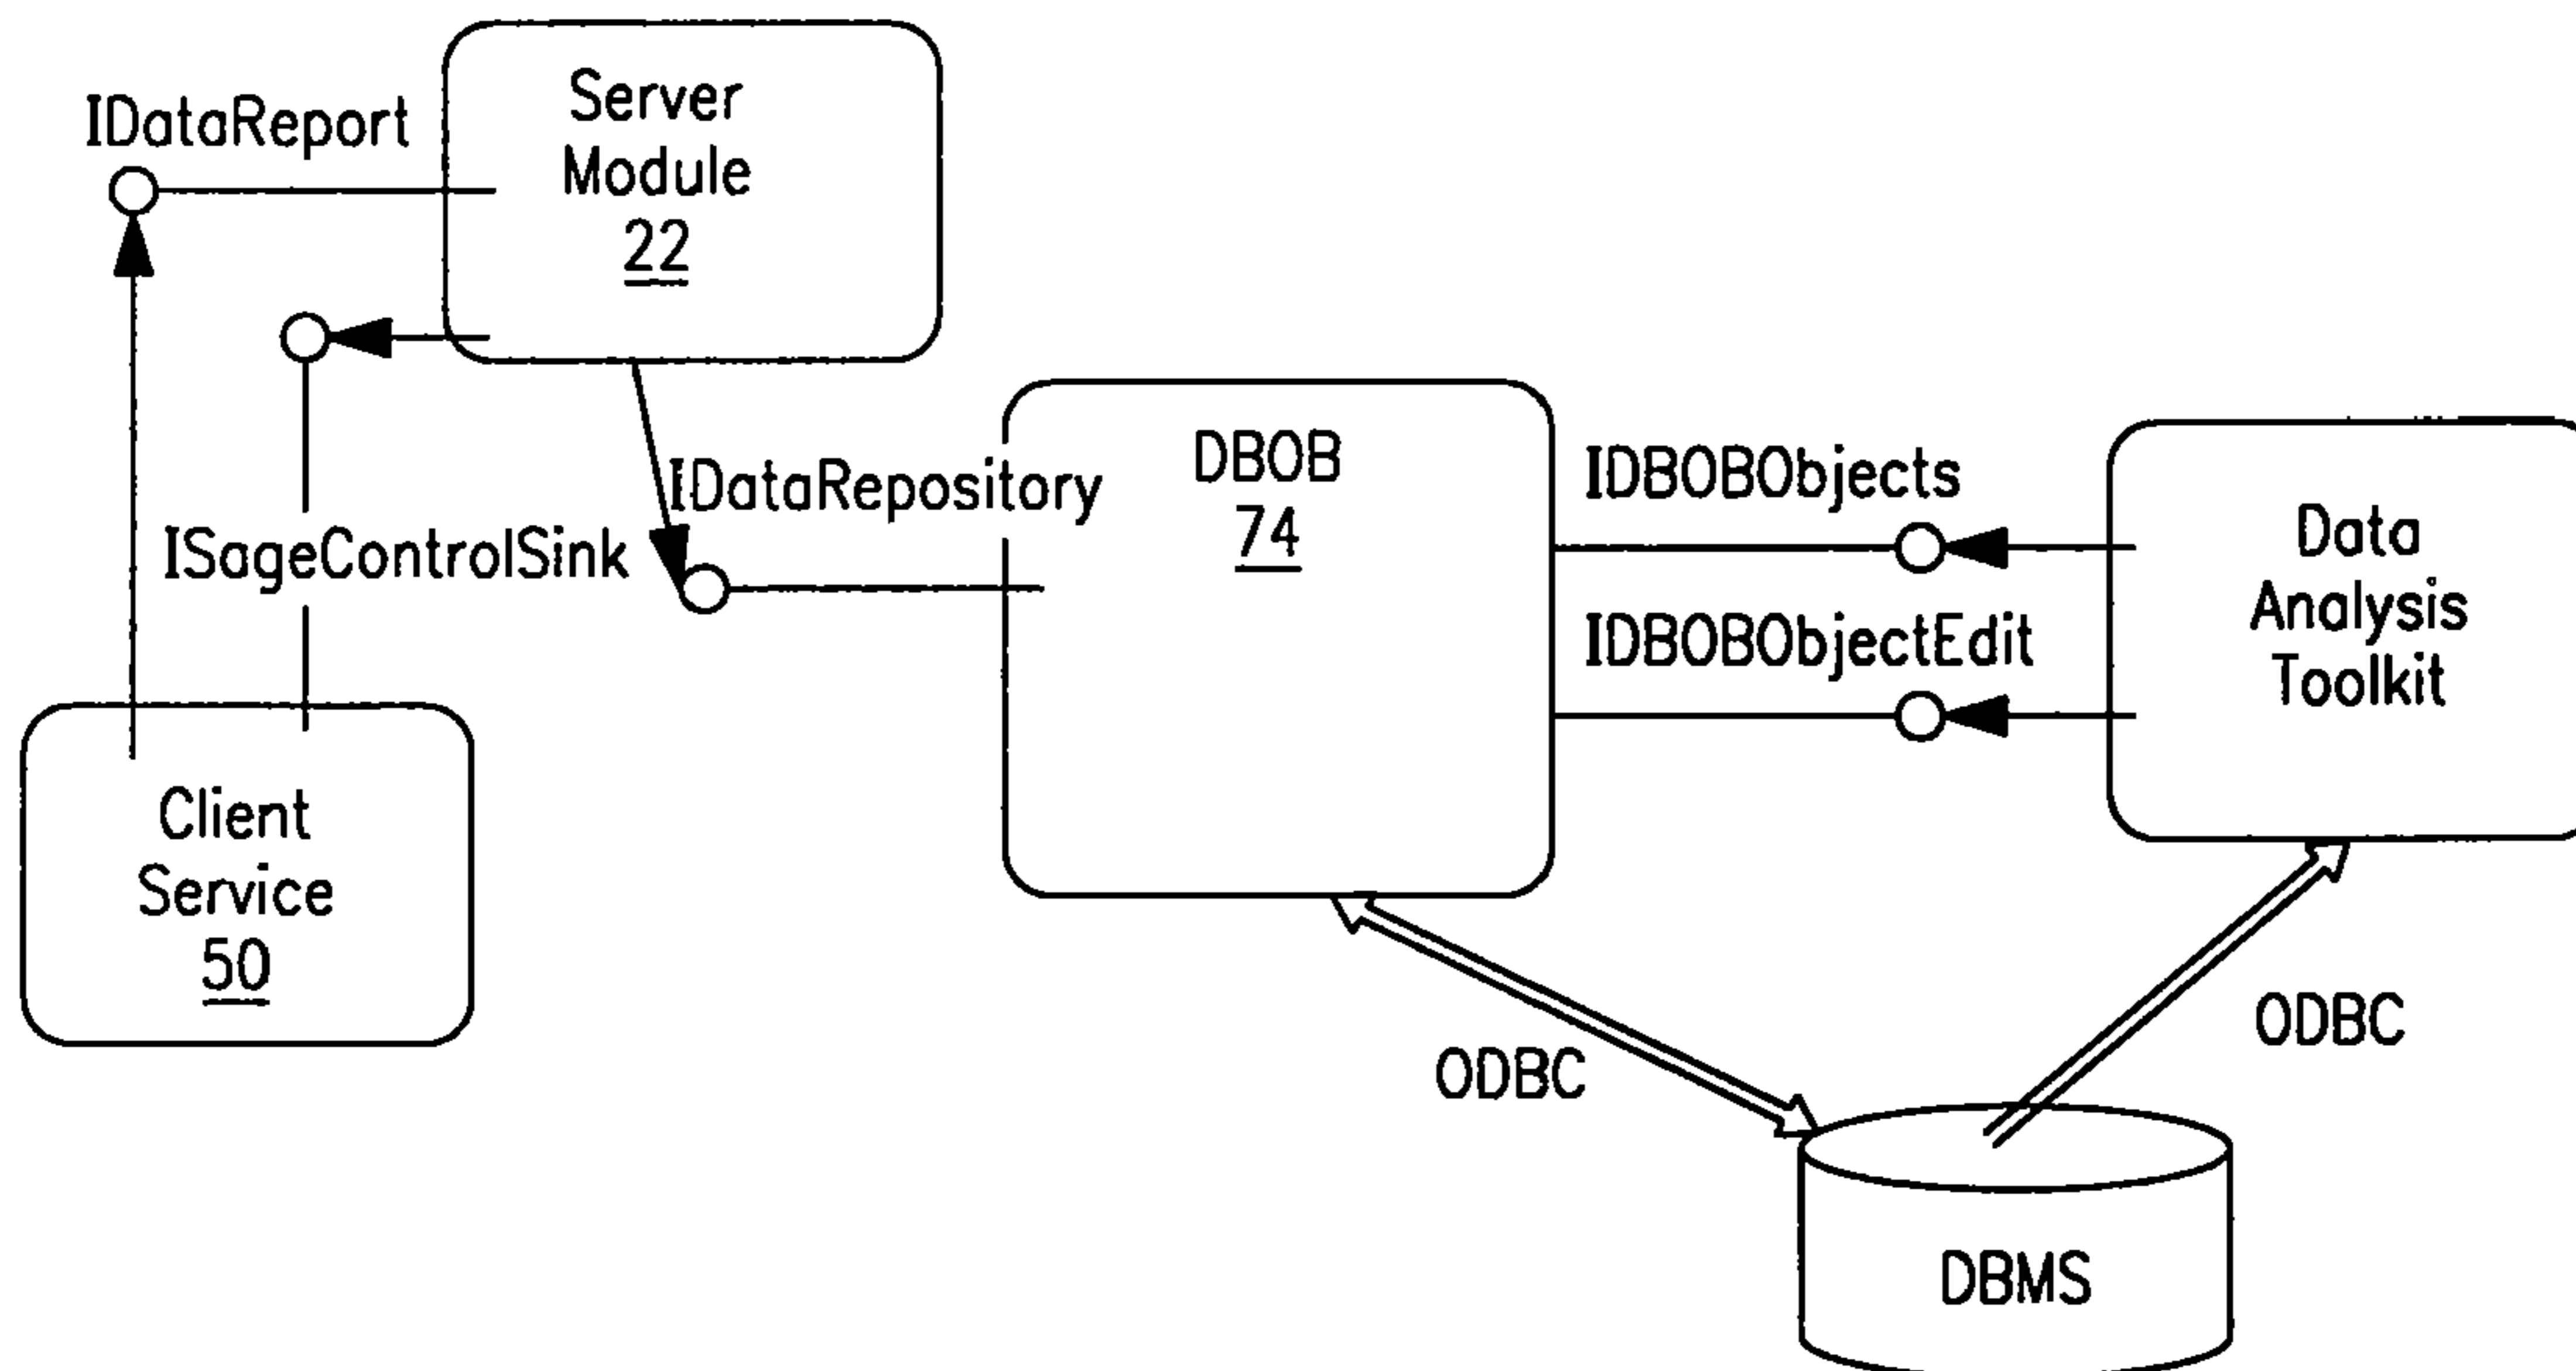 IDataReport
Server
Module
22
ISageControlSink
IDataRepository
Client
Service
50
DBOB
74
IDBOBObjects
IDBOBObjectEdit
Data
Analysis
Toolkit
ODBC
ODBC
DBMS